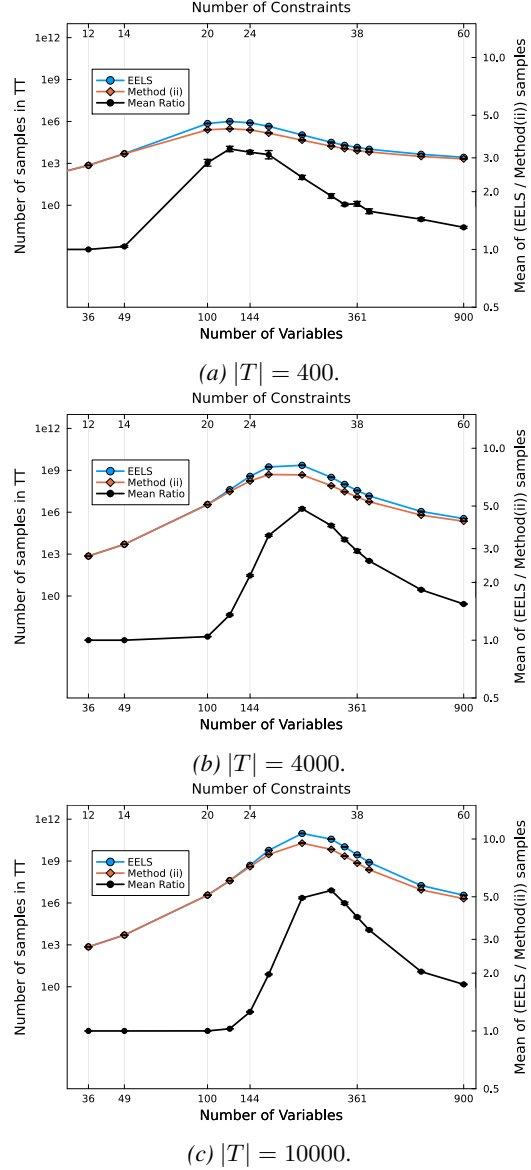 Number of Constraints
12 14 20 24 38 60
1e12
1e9
1e6
1e3
1e0
Number of samples in TT
EELS
Method (ii)
Mean Ratio
10.0
5.0
3.0
2.0
1.0
0.5
Mean of (EELS / Method(ii)) samples
36 49 100 144 361 900
Number of Variables
(a) |T| = 400.
Number of Constraints
12 14 20 24 38 60
1e12
1e9
1e6
1e3
1e0
Number of samples in TT
EELS
Method (ii)
Mean Ratio
10.0
5.0
3.0
2.0
1.0
0.5
Mean of (EELS / Method(ii)) samples
36 49 100 144 361 900
Number of Variables
(b) |T| = 4000.
Number of Constraints
12 14 20 24 38 60
1e12
1e9
1e6
1e3
1e0
Number of samples in TT
EELS
Method (ii)
Mean Ratio
10.0
5.0
3.0
2.0
1.0
0.5
Mean of (EELS / Method(ii)) samples
36 49 100 144 361 900
Number of Variables
(c) |T| = 10000.